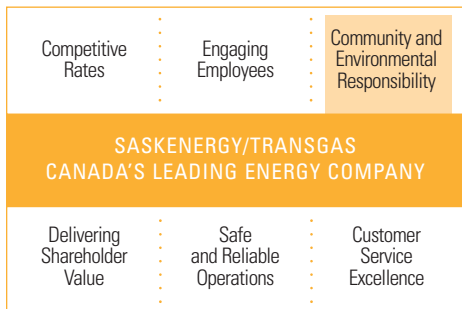 Competitive
Rates
Engaging
Employees
Community and
Environmental
Responsibility
SASKENERGY/TRANSGAS
CANADA'S LEADING ENERGY COMPANY
Delivering
Shareholder
Value
Safe
and Reliable
Operations
Customer
Service
Excellence